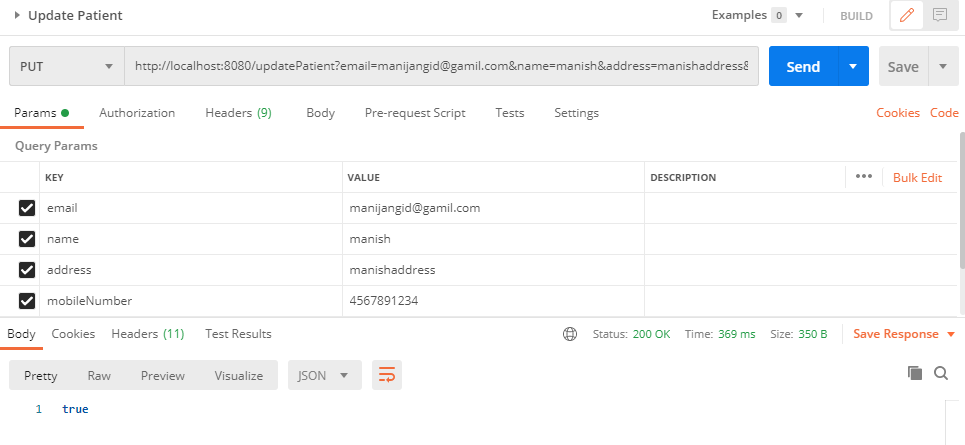 Update Patient Examples 0 BUILD
PUT http://localhost:8080/updatePatient?email=manijangid@gamil.com&name=manish&address=manishaddress& Send Save
Params Authorization Headers (9) Body Pre-request Script Tests Settings Cookies Code
Query Params
KEY VALUE DESCRIPTION ••• Bulk Edit
email manijangid@gamil.com
name manish
address manishaddress
mobileNumber 4567891234
Body Cookies Headers (11) Test Results Status: 200 OK Time: 369 ms Size: 350 B Save Response
Pretty Raw Preview Visualize JSON
1 true